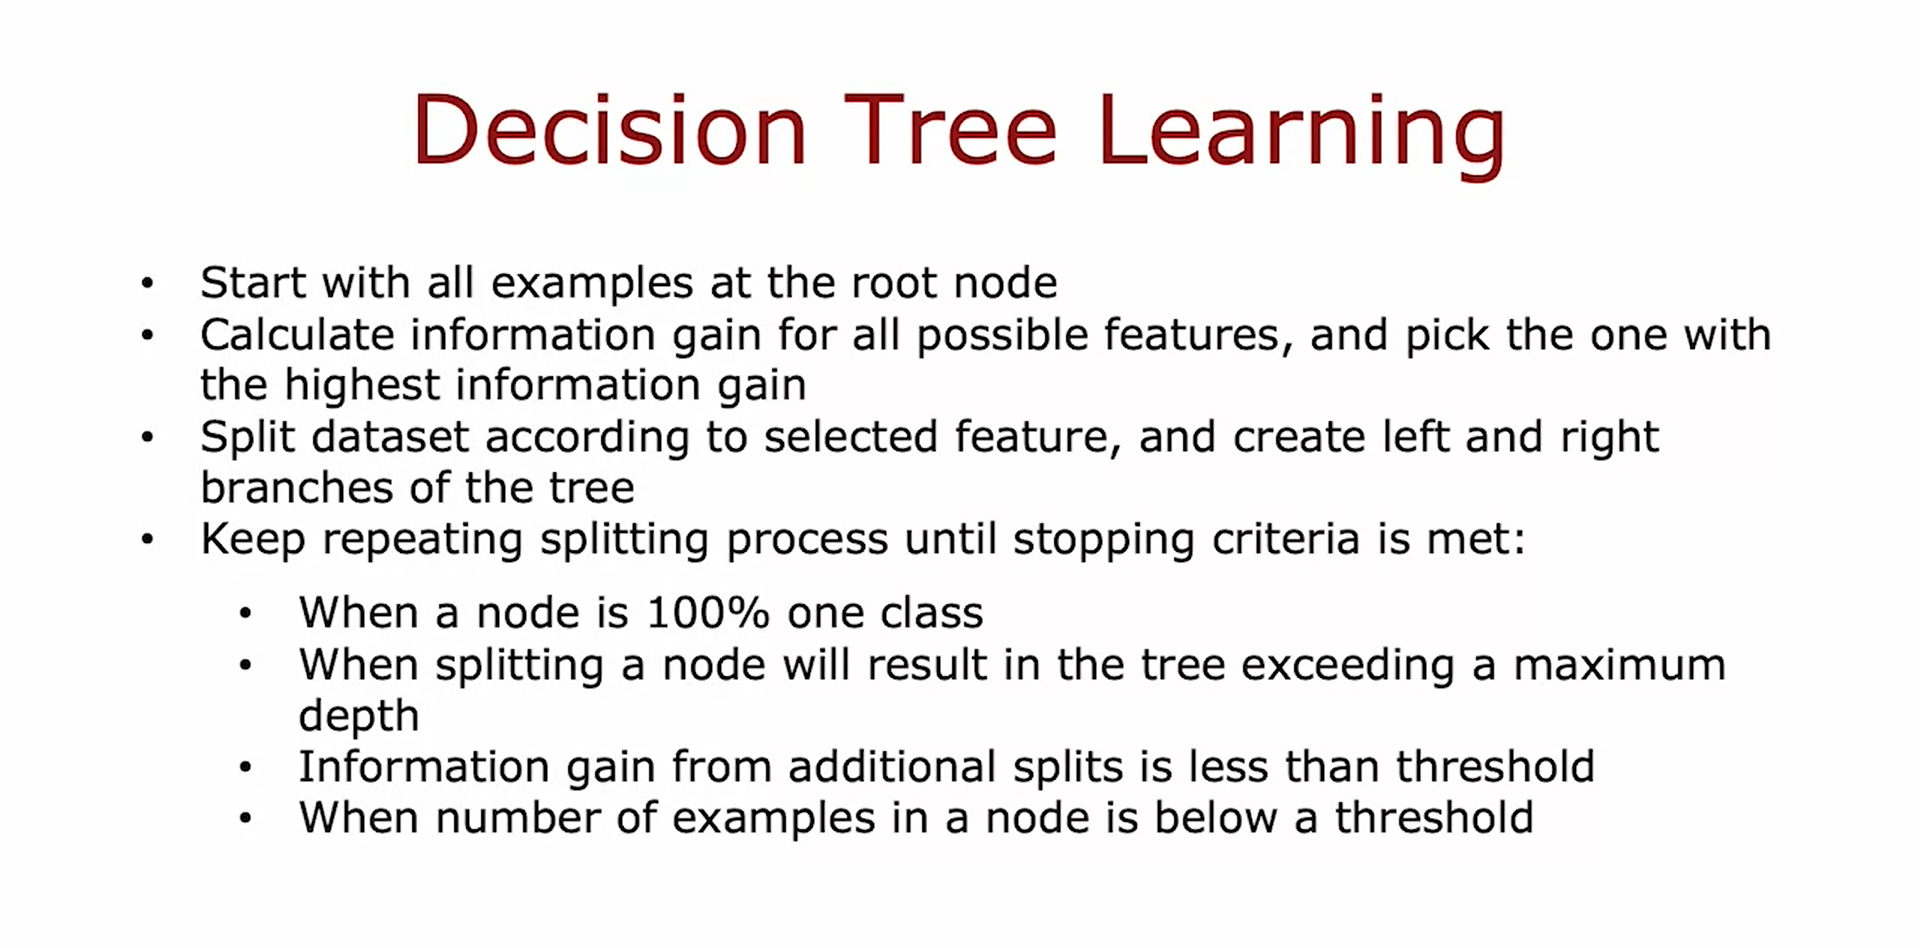 Decision Tree Learning
• Start with all examples at the root node
• Calculate information gain for all possible features, and pick the one with
the highest information gain
• Split dataset according to selected feature, and create left and right
branches of the tree
• Keep repeating splitting process until stopping criteria is met:
• When a node is 100% one class
• When splitting a node will result in the tree exceeding a maximum
depth
• Information gain from additional splits is less than threshold
• When number of examples in a node is below a threshold